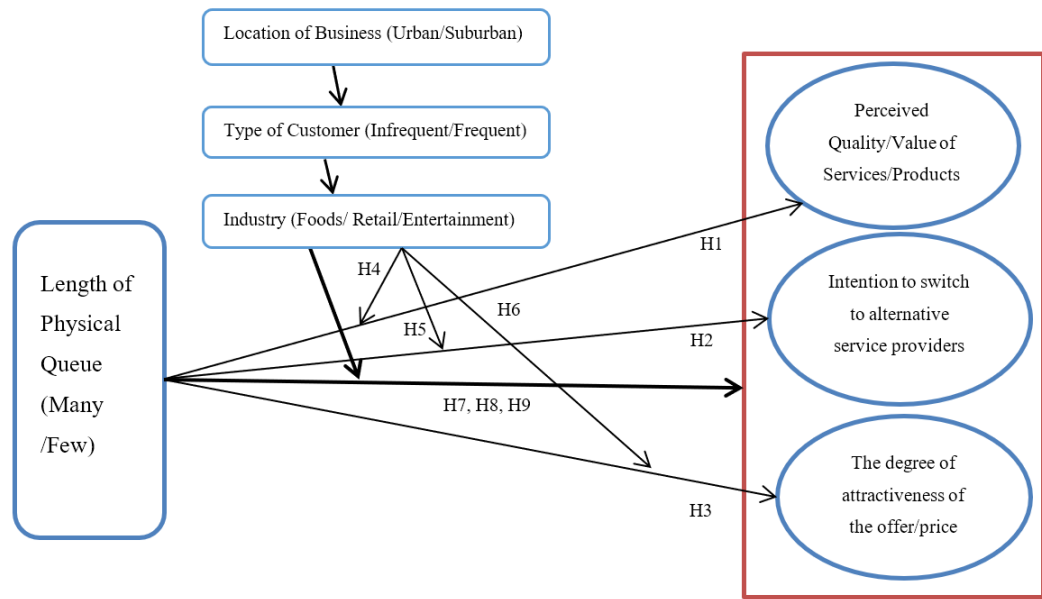 Location of Business (Urban/Suburban)
Type of Customer (Infrequent/Frequent)
Industry (Foods/ Retail/Entertainment)
Length of
Physical
Queue
(Many
/Few)
H4
H5
H6
H1
H2
H7, H8, H9
H3
Perceived
Quality/Value of
Services/Products
Intention to switch
to alternative
service providers
The degree of
attractiveness of
the offer/price